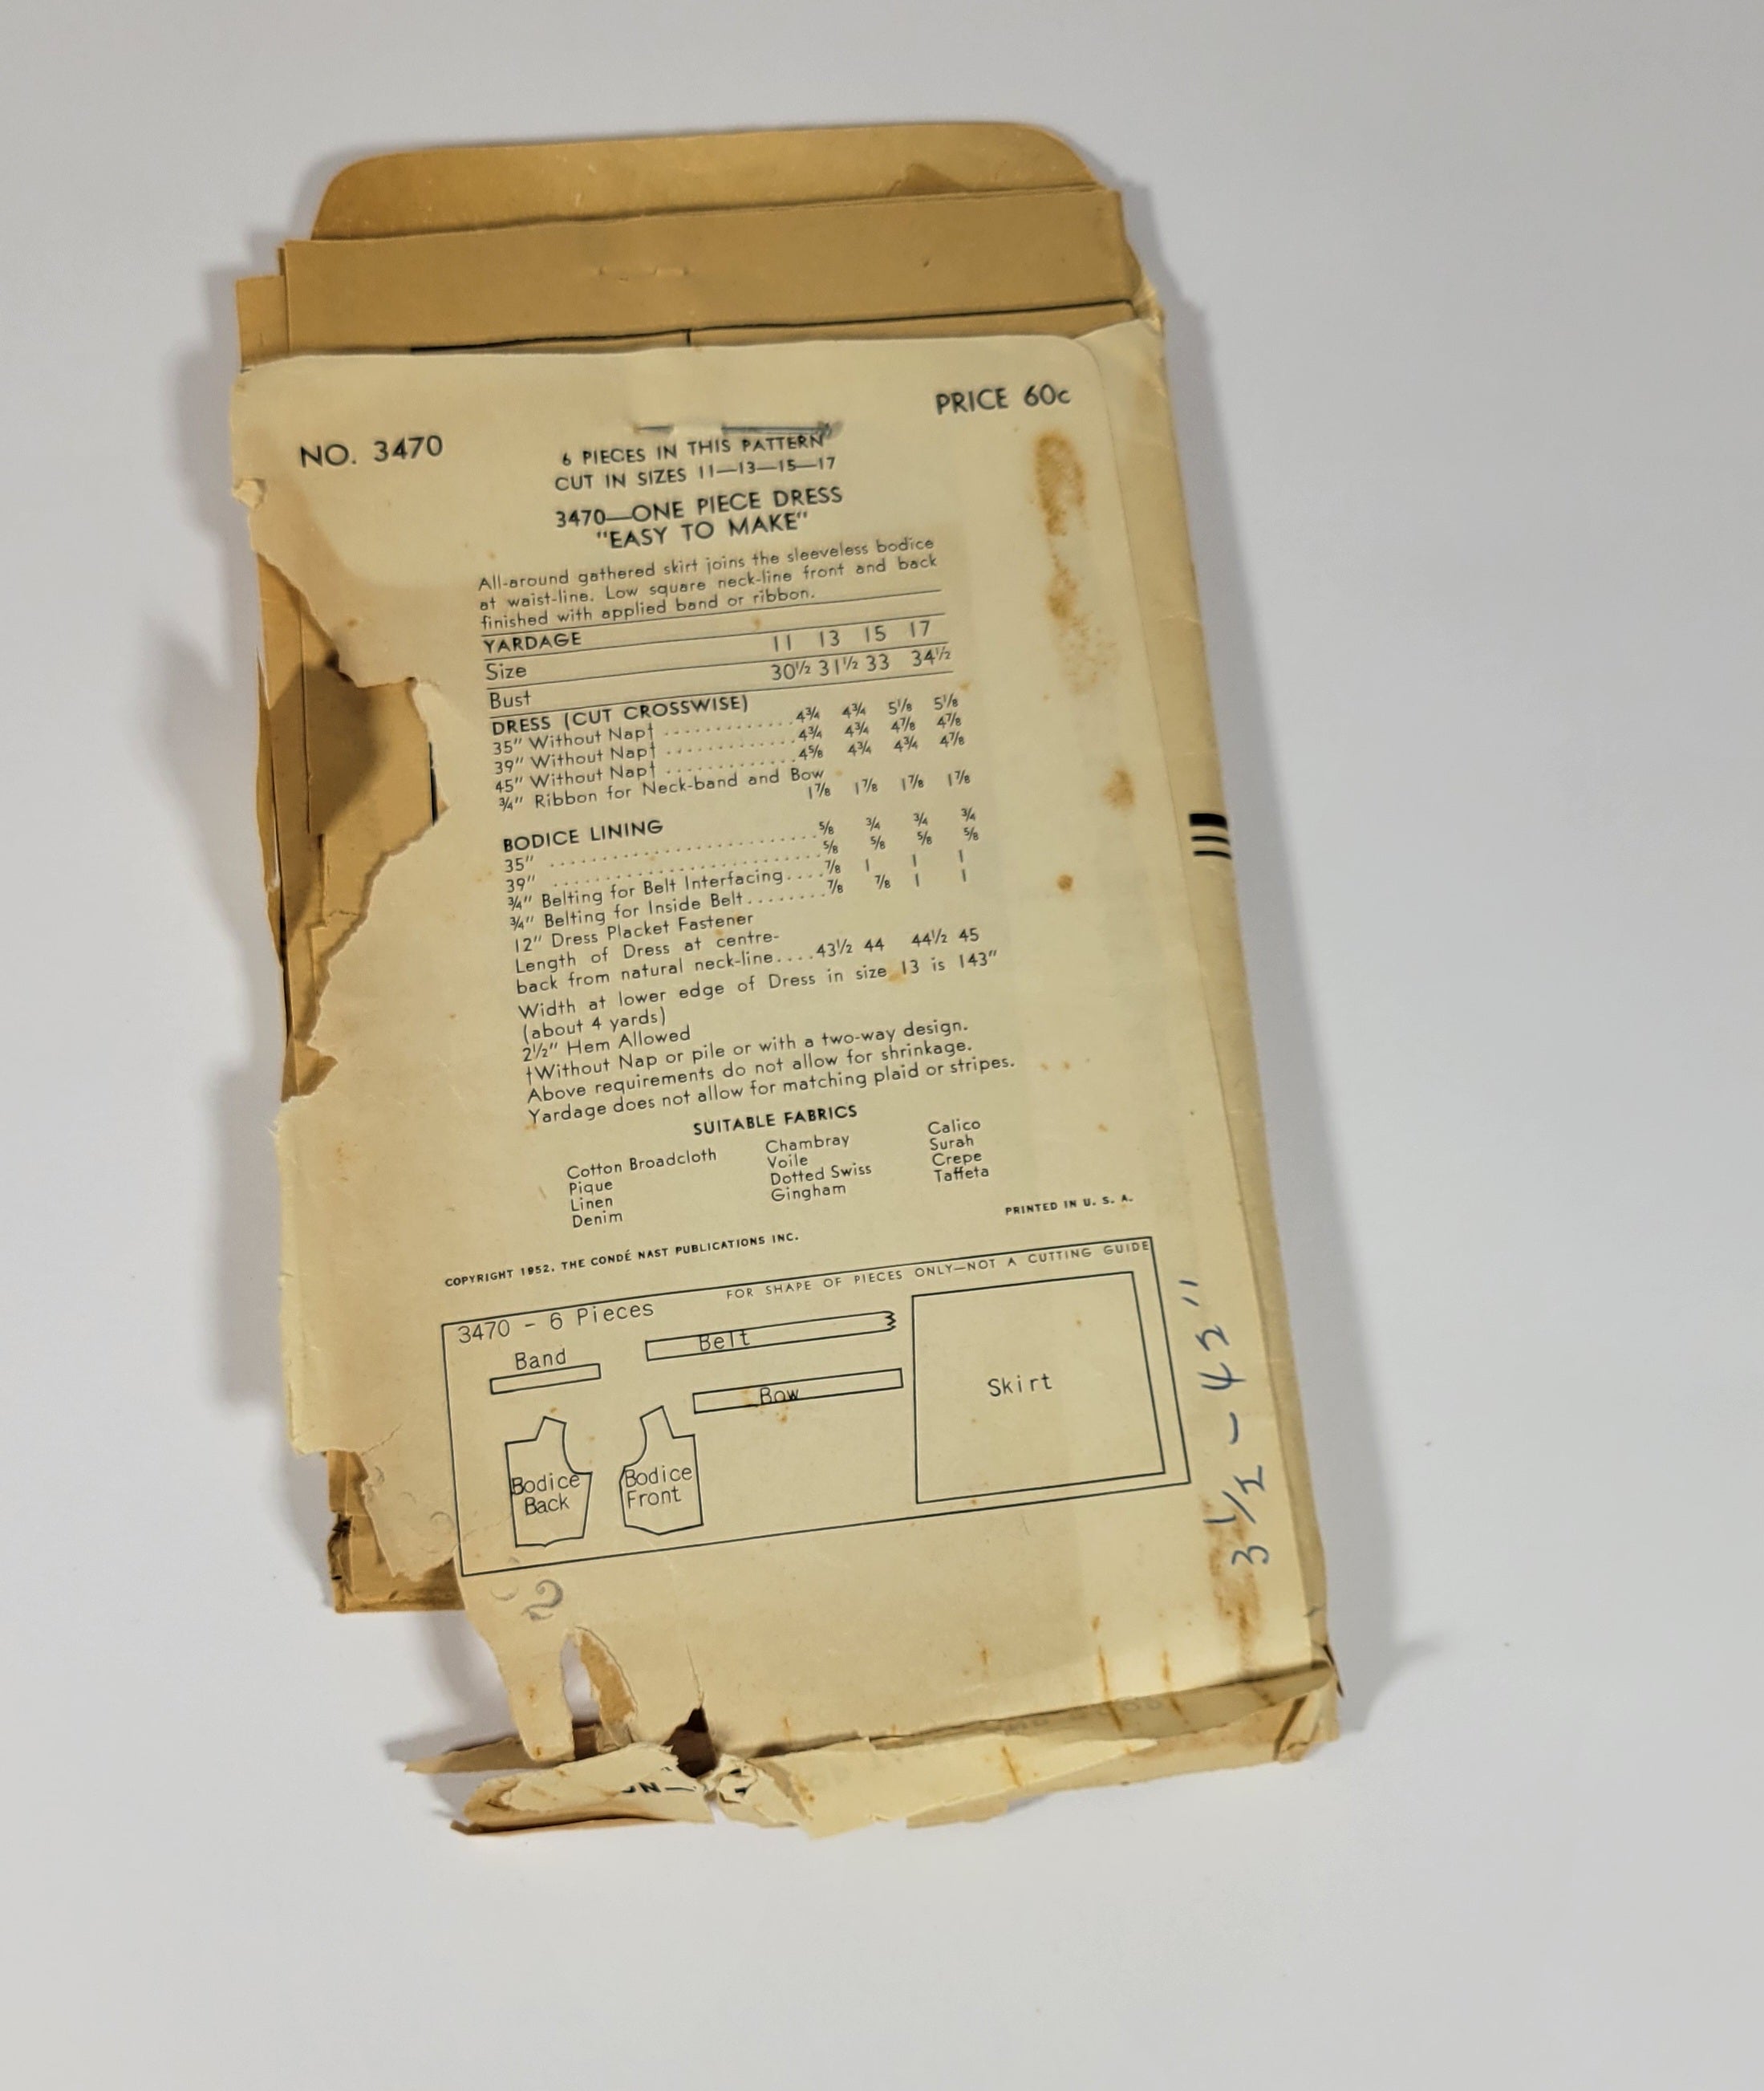 NO. 3470
PRICE 60c
6 PIECES IN THIS PATTERN
CUT IN SIZES 11—13—15—17
3470—ONE PIECE DRESS
"EASY TO MAKE"
All-around gathered skirt joins the sleeveless bodice
at waist-line. Low square neck-line front and back
finished with applied band or ribbon.
YARDAGE
Size 11 13 15 17
Bust 30½ 31½ 33 34½
DRESS (CUT CROSSWISE)
35" Without Nap† .......... 4¾ 4¾ 5⅛ 5⅛
39" Without Nap† .......... 4¾ 4¾ 4⅞ 4⅞
45" Without Nap† .......... 4⅝ 4¾ 4¾ 4⅞
¾" Ribbon for Neck-band and Bow
1⅞ 1⅞ 1⅞ 1⅞
BODICE LINING
35" .......... ⅝ ¾ ¾ ¾
39" .......... ⅝ ⅝ ⅝ ⅝
¾" Belting for Belt Interfacing.... ⅞ 1 1 1
¾" Belting for Inside Belt........ ⅞ ⅞ 1 1
12" Dress Placket Fastener
Length of Dress at centre-
back from natural neck-line.... 43½ 44 44½ 45
Width at lower edge of Dress in size 13 is 143"
(about 4 yards)
2½" Hem Allowed
†Without Nap or pile or with a two-way design.
Above requirements do not allow for shrinkage.
Yardage does not allow for matching plaid or stripes.
SUITABLE FABRICS
Cotton Broadcloth Chambray Calico
Pique Voile Surah
Linen Dotted Swiss Crepe
Denim Gingham Taffeta
COPYRIGHT 1952, THE CONDÉ NAST PUBLICATIONS INC.
PRINTED IN U. S. A.
FOR SHAPE OF PIECES ONLY—NOT A CUTTING GUIDE
3470 - 6 Pieces
Band
Belt
Bow
Skirt
Bodice
Back
Bodice
Front
2
3 1/2 - 45"